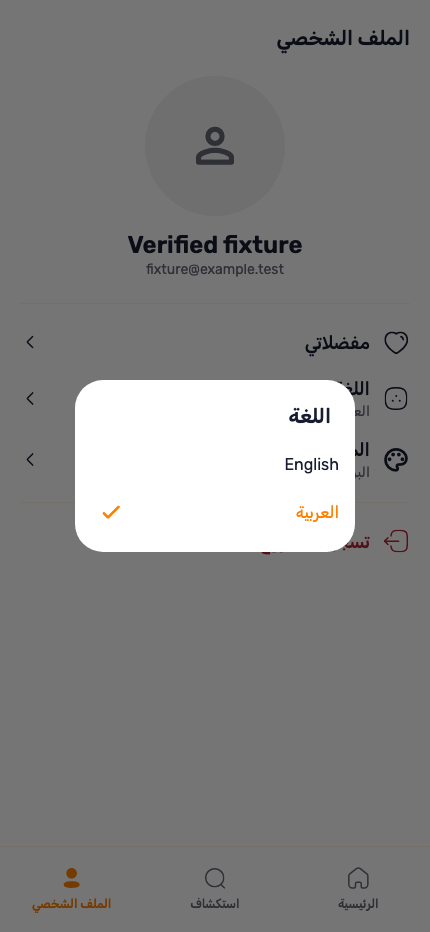 الملف الشخصي
Verified fixture
fixture@example.test
مفضلاتي
اللغة
English
العربية
الرئيسية
استكشاف
الملف الشخصي